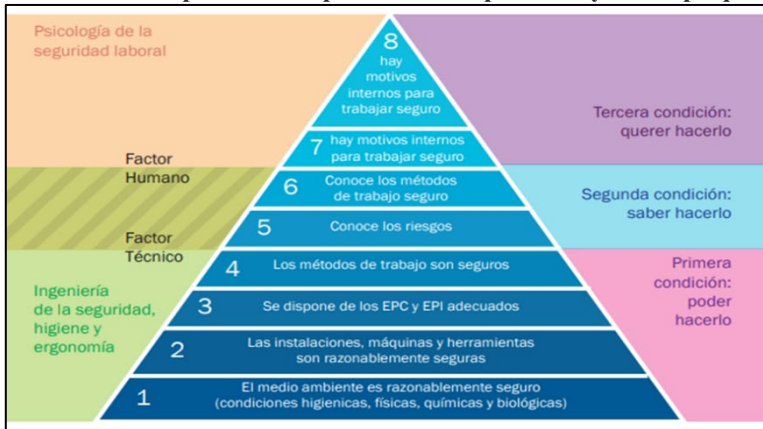 Psicología de la
seguridad laboral
Factor
Humano
Factor
Técnico
Ingeniería
de la seguridad,
higiene y
ergonomía
8
hay
motivos
internos para
trabajar seguro
7 hay motivos internos
para trabajar seguro
6 Conoce los métodos
de trabajo seguro
5 Conoce los riesgos
4 Los métodos de trabajo son seguros
3 Se dispone de los EPC y EPI adecuados
2 Las instalaciones, máquinas y herramientas
son razonablemente seguras
1 El medio ambiente es razonablemente seguro
(condiciones higienicas, físicas, químicas y biológicas)
Tercera condición:
querer hacerlo
Segunda condición:
saber hacerlo
Primera
condición:
poder
hacerlo